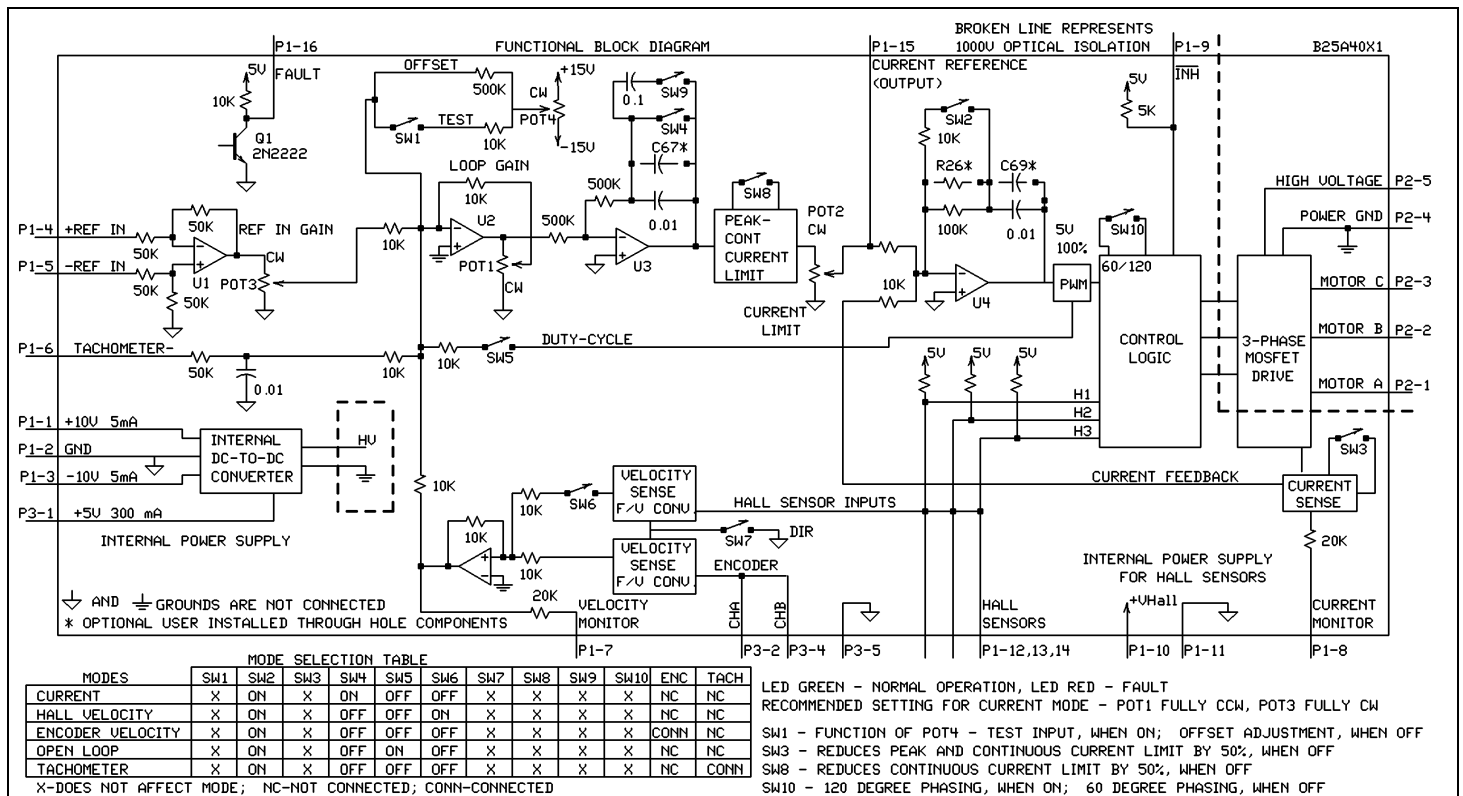 FUNCTIONAL BLOCK DIAGRAM
BROKEN LINE REPRESENTS
1000V OPTICAL ISOLATION
B25A40X1
P1-16
FAULT
5V
10K
Q1
2N2222
OFFSET
500K
TEST
SW1
10K
+15V
CW
POT4
-15V
0.1
SW9
SW4
C67*
500K
0.01
P1-15
CURRENT REFERENCE
(OUTPUT)
SW2
10K
R26*
C69*
100K
0.01
P1-9
INH
5V
5K
LOOP GAIN
10K
P1-4 +REF IN
50K
50K
REF IN GAIN
P1-5 -REF IN
50K
50K
U1
CW
POT3
10K
U2
POT1
CW
500K
U3
SW8
PEAK-
CONT
CURRENT
LIMIT
POT2
CW
CURRENT
LIMIT
10K
U4
5V
100%
PWM
SW10
60/120
CONTROL
LOGIC
3-PHASE
MOSFET
DRIVE
HIGH VOLTAGE P2-5
POWER GND P2-4
MOTOR C P2-3
MOTOR B P2-2
MOTOR A P2-1
P1-6 TACHOMETER-
50K
0.01
10K
10K
SW5
DUTY-CYCLE
5V
5V
5V
H1
H2
H3
P1-1 +10V 5mA
P1-2 GND
P1-3 -10V 5mA
P3-1 +5V 300 mA
INTERNAL
DC-TO-DC
CONVERTER
HV
INTERNAL POWER SUPPLY
10K
10K
10K
SW6
10K
VELOCITY
SENSE
F/V CONV.
HALL SENSOR INPUTS
SW7
DIR
VELOCITY
SENSE
F/V CONV.
ENCODER
CHA
CHB
20K
VELOCITY
MONITOR
CURRENT FEEDBACK
SW3
CURRENT
SENSE
20K
INTERNAL POWER SUPPLY
FOR HALL SENSORS
+VHall
HALL
SENSORS
CURRENT
MONITOR
AND
GROUNDS ARE NOT CONNECTED
* OPTIONAL USER INSTALLED THROUGH HOLE COMPONENTS
P1-7
P3-2
P3-4
P3-5
P1-12,13,14
P1-10
P1-11
P1-8
MODE SELECTION TABLE
MODES SW1 SW2 SW3 SW4 SW5 SW6 SW7 SW8 SW9 SW10 ENC TACH
CURRENT X ON X ON OFF OFF X X X X NC NC
HALL VELOCITY X ON X OFF OFF ON X X X X NC NC
ENCODER VELOCITY X ON X OFF OFF OFF X X X X CONN NC
OPEN LOOP X ON X OFF ON OFF X X X X NC NC
TACHOMETER X ON X OFF OFF OFF X X X X NC CONN
X-DOES NOT AFFECT MODE; NC-NOT CONNECTED; CONN-CONNECTED
LED GREEN - NORMAL OPERATION, LED RED - FAULT
RECOMMENDED SETTING FOR CURRENT MODE - POT1 FULLY CCW, POT3 FULLY CW
SW1 - FUNCTION OF POT4 - TEST INPUT, WHEN ON; OFFSET ADJUSTMENT, WHEN OFF
SW3 - REDUCES PEAK AND CONTINUOUS CURRENT LIMIT BY 50%, WHEN OFF
SW8 - REDUCES CONTINUOUS CURRENT LIMIT BY 50%, WHEN OFF
SW10 - 120 DEGREE PHASING, WHEN ON; 60 DEGREE PHASING, WHEN OFF